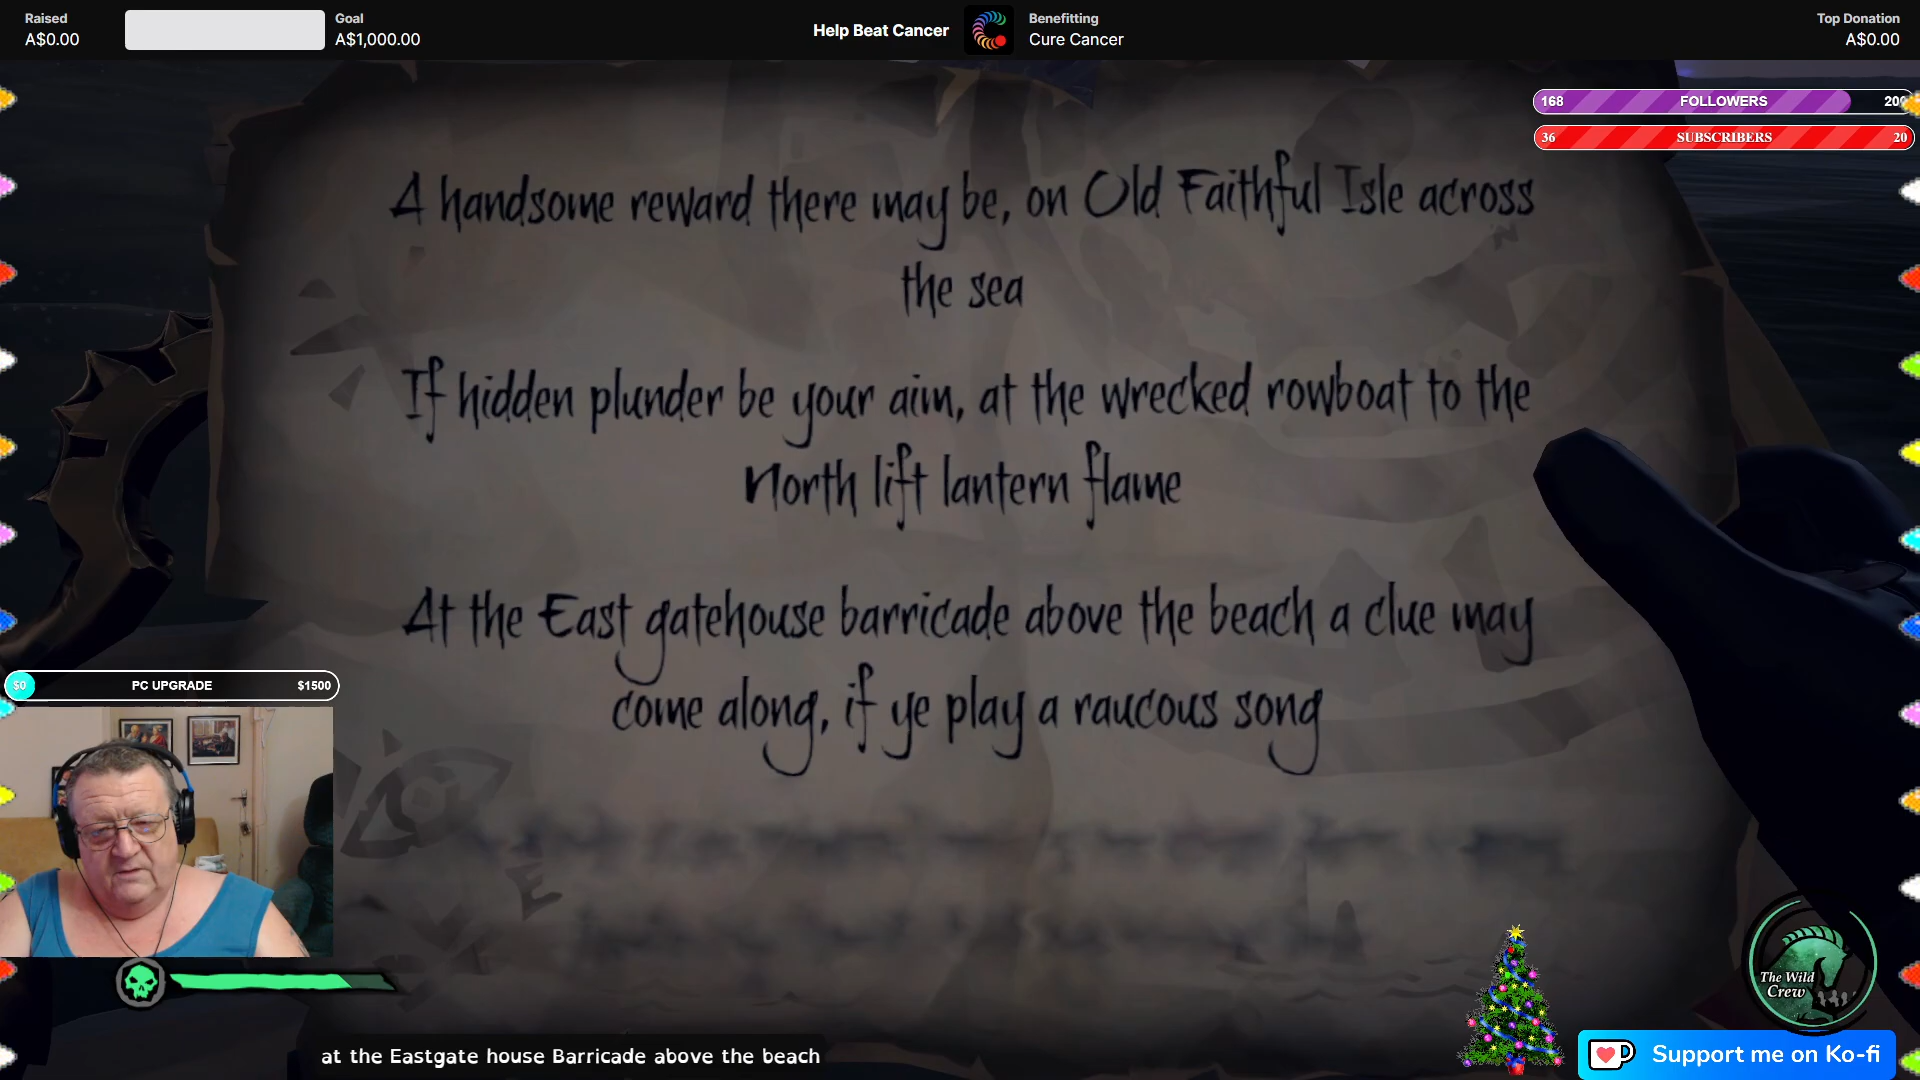 Raised
A$0.00
Goal
A$1,000.00
Help Beat Cancer
Benefitting
Cure Cancer
Top Donation
A$0.00
168 FOLLOWERS 200
36 SUBSCRIBERS 20
A handsome reward there may be, on Old Faithful Isle across
the sea
If hidden plunder be your aim, at the wrecked rowboat to the
North lift lantern flame
At the East gatehouse barricade above the beach a clue may
come along, if ye play a raucous song
$0 PC UPGRADE $1500
The Wild
Crew
at the Eastgate house Barricade above the beach
Support me on Ko-fi